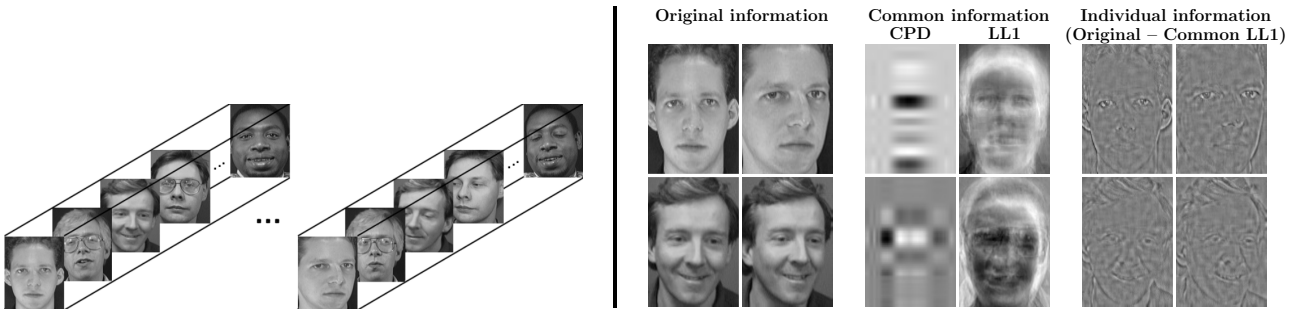 Original information
Common information
CPD LL1
Individual information
(Original – Common LL1)